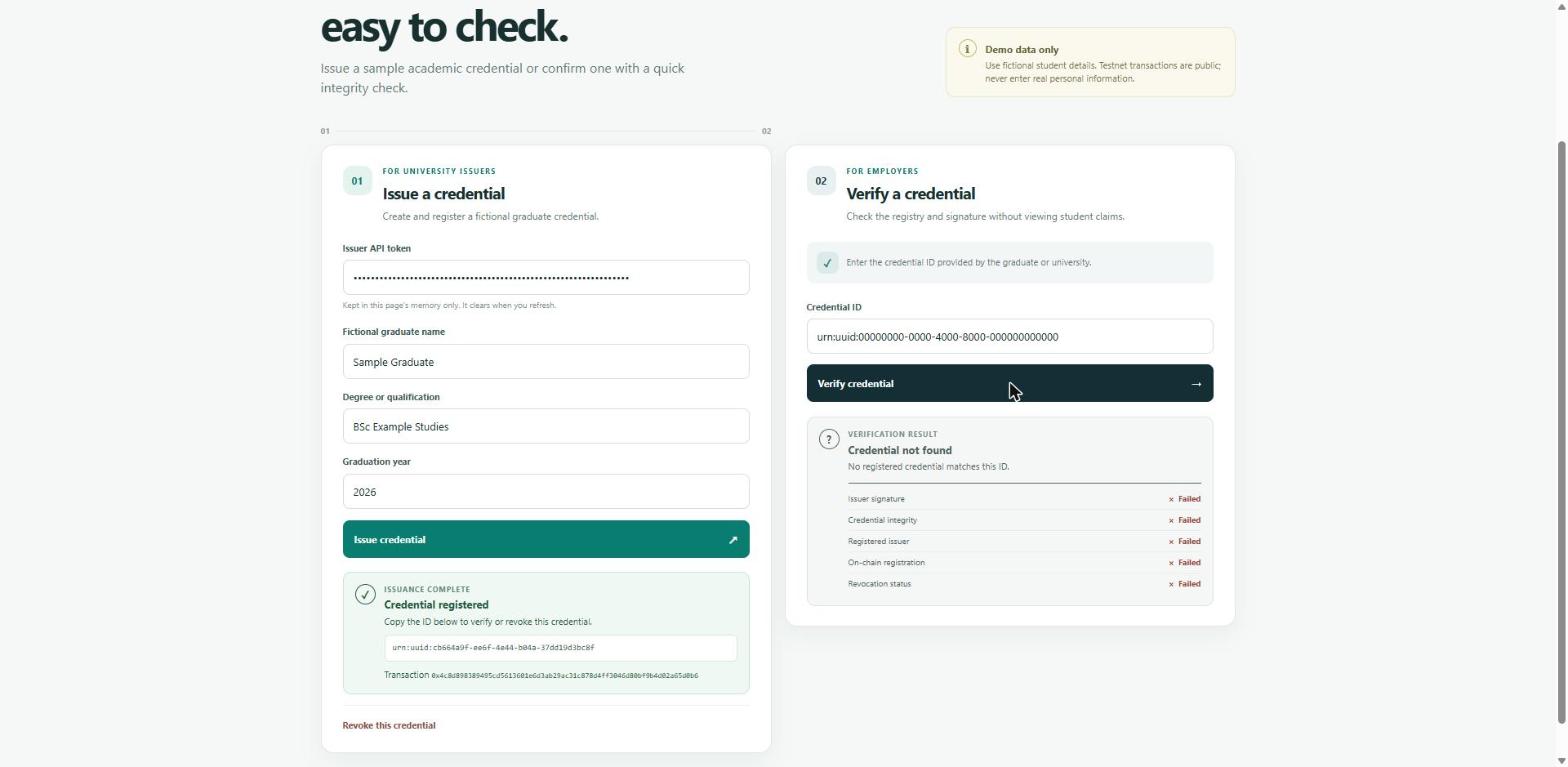 easy to check.
Issue a sample academic credential or confirm one with a quick
integrity check.
i
Demo data only
Use fictional student details. Testnet transactions are public;
never enter real personal information.
01
02
01
FOR UNIVERSITY ISSUERS
Issue a credential
Create and register a fictional graduate credential.
Issuer API token
Kept in this page's memory only. It clears when you refresh.
Fictional graduate name
Sample Graduate
Degree or qualification
BSc Example Studies
Graduation year
2026
Issue credential ↗
✓
ISSUANCE COMPLETE
Credential registered
Copy the ID below to verify or revoke this credential.
urn:uuid:cb664a9f-ee6f-4e44-b04a-37dd19d3bc8f
Transaction 0x4c8d898389495cd5613601e6d3ab29ac31c878d4ff3046d80bf9b4d02a65d0b6
Revoke this credential
02
FOR EMPLOYERS
Verify a credential
Check the registry and signature without viewing student claims.
✓ Enter the credential ID provided by the graduate or university.
Credential ID
urn:uuid:00000000-0000-4000-8000-000000000000
Verify credential →
?
VERIFICATION RESULT
Credential not found
No registered credential matches this ID.
Issuer signature × Failed
Credential integrity × Failed
Registered issuer × Failed
On-chain registration × Failed
Revocation status × Failed